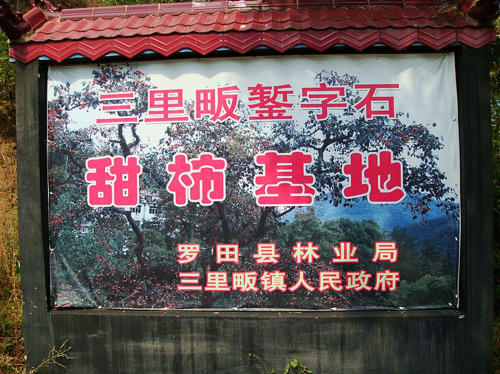 三里畈錾字石
甜柿基地
罗田县林业局
三里畈镇人民政府